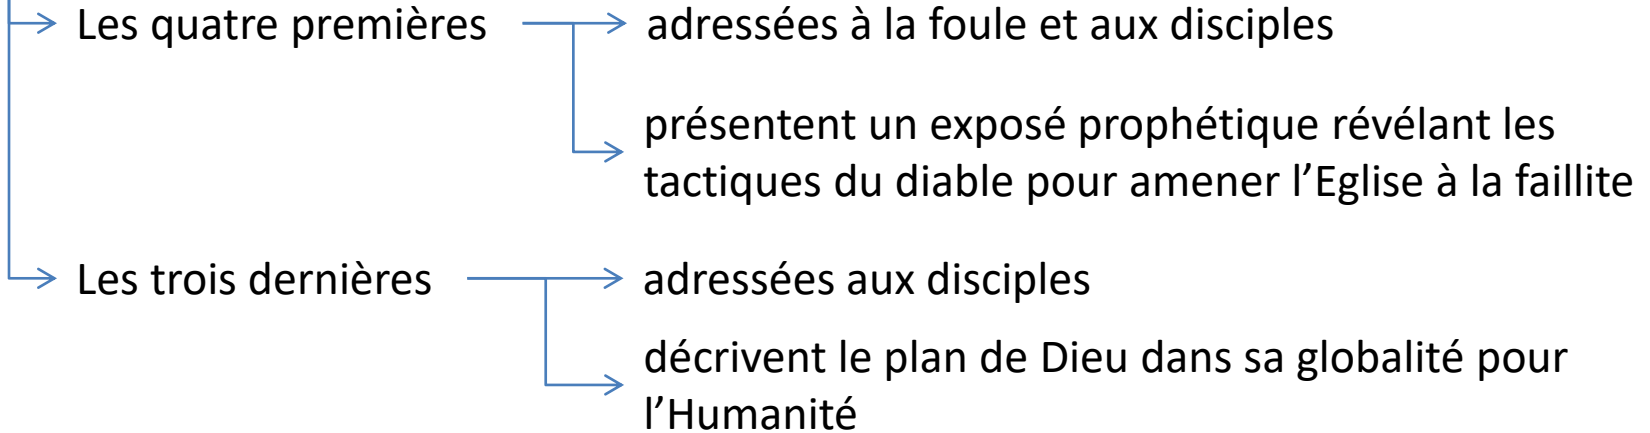 Les quatre premières
adressées à la foule et aux disciples
présentent un exposé prophétique révélant les
tactiques du diable pour amener l’Eglise à la faillite
Les trois dernières
adressées aux disciples
décrivent le plan de Dieu dans sa globalité pour
l’Humanité